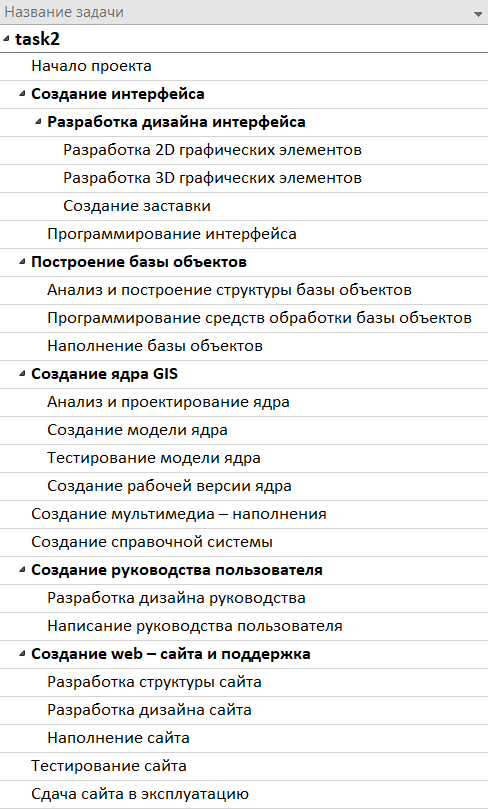 Название задачи
task2
Начало проекта
Создание интерфейса
Разработка дизайна интерфейса
Разработка 2D графических элементов
Разработка 3D графических элементов
Создание заставки
Программирование интерфейса
Построение базы объектов
Анализ и построение структуры базы объектов
Программирование средств обработки базы объектов
Наполнение базы объектов
Создание ядра GIS
Анализ и проектирование ядра
Создание модели ядра
Тестирование модели ядра
Создание рабочей версии ядра
Создание мультимедиа – наполнения
Создание справочной системы
Создание руководства пользователя
Разработка дизайна руководства
Написание руководства пользователя
Создание web – сайта и поддержка
Разработка структуры сайта
Разработка дизайна сайта
Наполнение сайта
Тестирование сайта
Сдача сайта в эксплуатацию